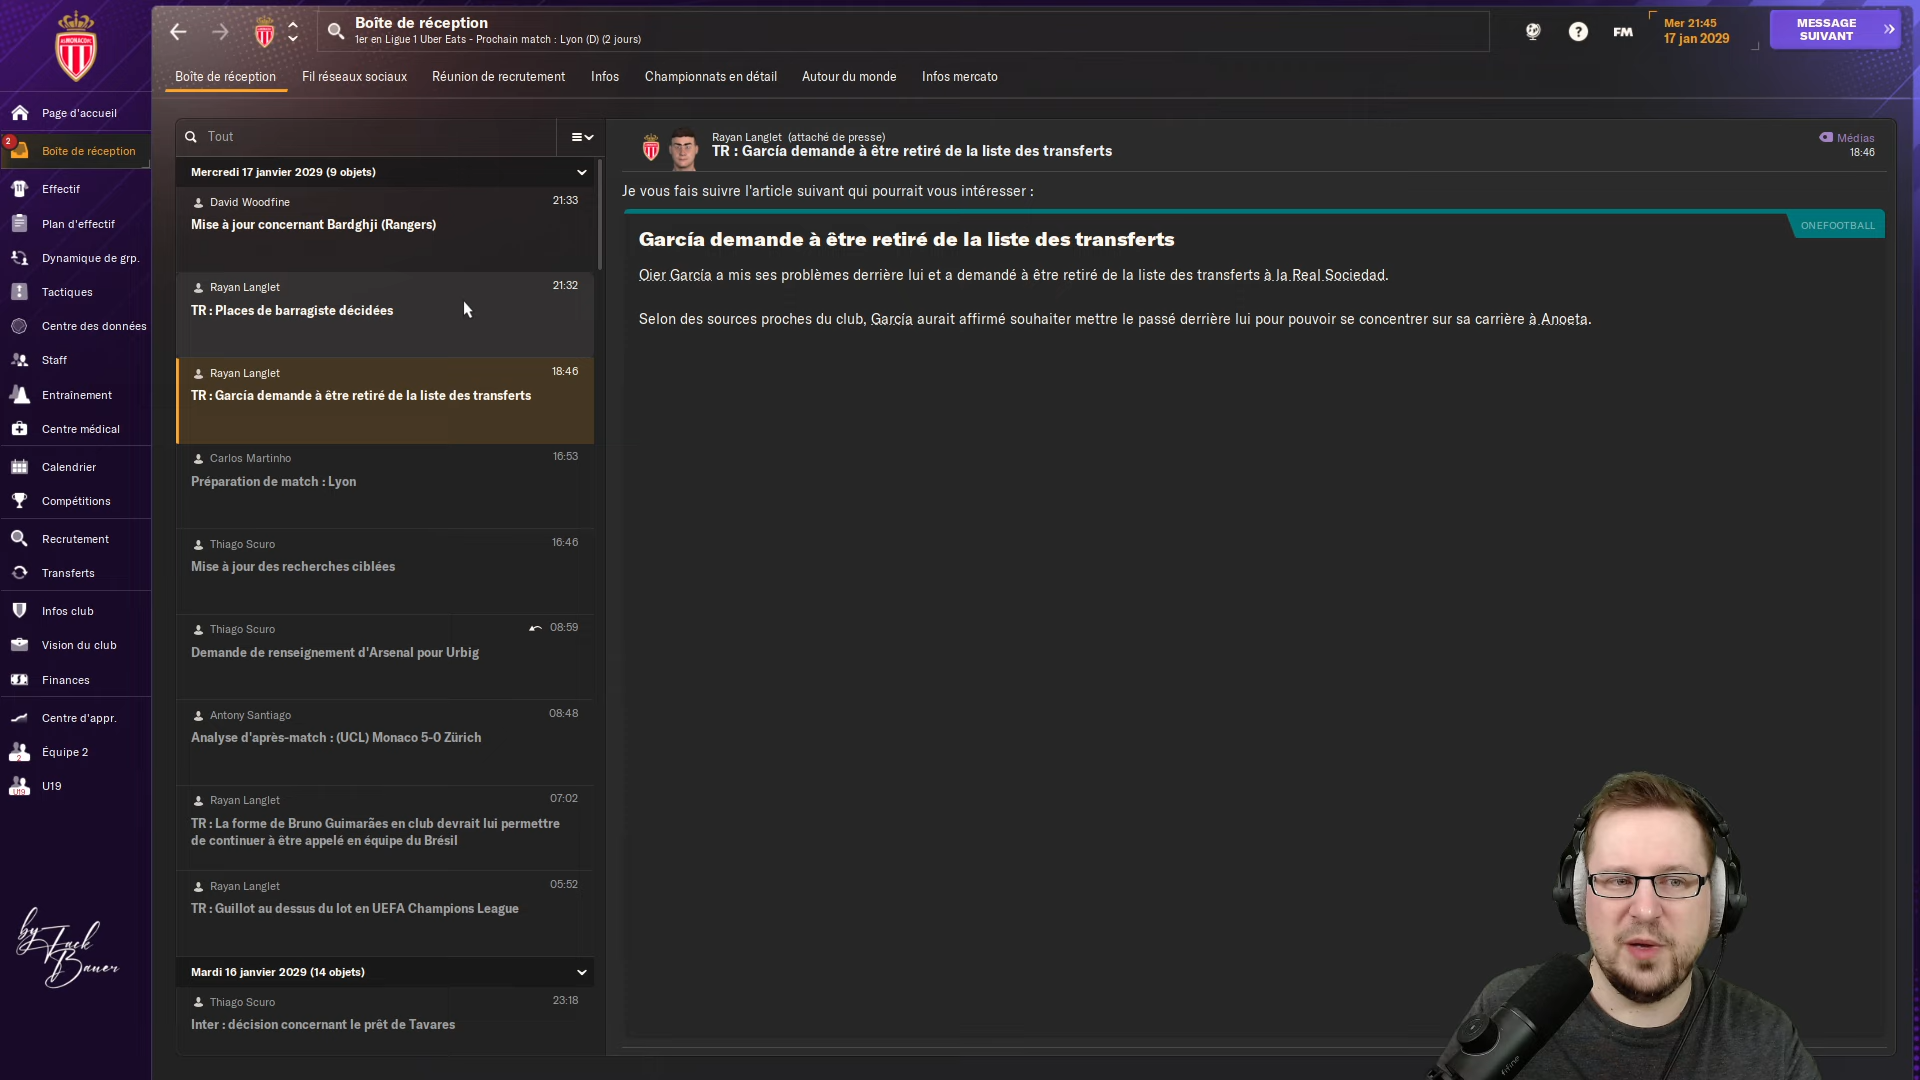 Boîte de réception
1er en Ligue 1 Uber Eats - Prochain match : Lyon (D) (2 jours)
FM
Mer 21:45
17 jan 2029
MESSAGE
SUIVANT
Boîte de réception
Fil réseaux sociaux
Réunion de recrutement
Infos
Championnats en détail
Autour du monde
Infos mercato
Page d'accueil
2
Boîte de réception
Effectif
Plan d'effectif
Dynamique de grp.
Tactiques
Centre des données
Staff
Entraînement
Centre médical
Calendrier
Compétitions
Recrutement
Transferts
Infos club
Vision du club
Finances
Centre d'appr.
Équipe 2
U19
by Jack
Bauer
Tout
Mercredi 17 janvier 2029 (9 objets)
David Woodfine
21:33
Mise à jour concernant Bardghji (Rangers)
Rayan Langlet
21:32
TR : Places de barragiste décidées
Rayan Langlet
18:46
TR : García demande à être retiré de la liste des transferts
Carlos Martinho
16:53
Préparation de match : Lyon
Thiago Scuro
16:46
Mise à jour des recherches ciblées
Thiago Scuro
08:59
Demande de renseignement d'Arsenal pour Urbig
Antony Santiago
08:48
Analyse d'après-match : (UCL) Monaco 5-0 Zürich
Rayan Langlet
07:02
TR : La forme de Bruno Guimarães en club devrait lui permettre
de continuer à être appelé en équipe du Brésil
Rayan Langlet
05:52
TR : Guillot au dessus du lot en UEFA Champions League
Mardi 16 janvier 2029 (14 objets)
Thiago Scuro
23:18
Inter : décision concernant le prêt de Tavares
Rayan Langlet (attaché de presse)
TR : García demande à être retiré de la liste des transferts
Médias
18:46
Je vous fais suivre l'article suivant qui pourrait vous intéresser :
ONEFOOTBALL
García demande à être retiré de la liste des transferts
Oier García a mis ses problèmes derrière lui et a demandé à être retiré de la liste des transferts à la Real Sociedad.
Selon des sources proches du club, García aurait affirmé souhaiter mettre le passé derrière lui pour pouvoir se concentrer sur sa carrière à Anoeta.
fifine